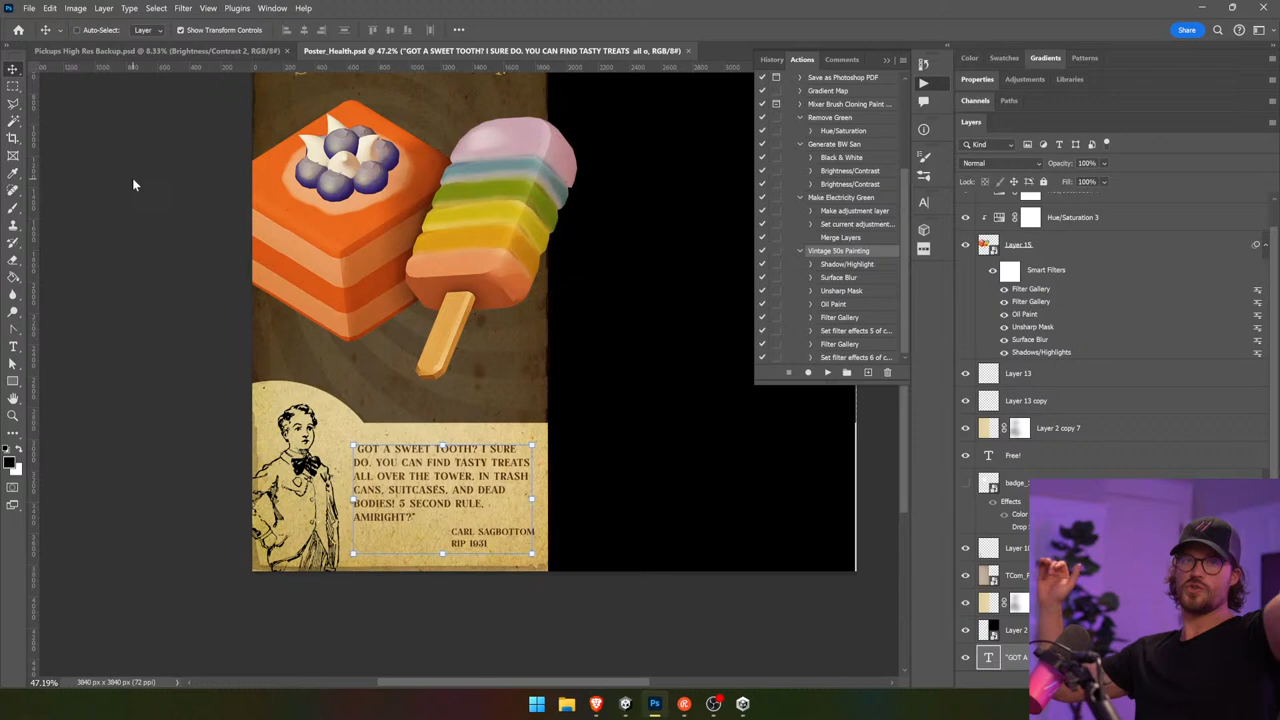 File Edit Image Layer Type Select Filter View Plugins Window Help
Auto-Select: Layer Show Transform Controls Share
Pickups High Res Backup.psd @ 8.33% (Brightness/Contrast 2, RGB/8#) × Poster_Health.psd @ 47.2% ("GOT A SWEET TOOTH? I SURE DO. YOU CAN FIND TASTY TREATS all o, RGB/8#) ×
History Actions Comments
Save as Photoshop PDF
Gradient Map
Mixer Brush Cloning Paint ...
Remove Green
Hue/Saturation
Generate BW San
Black & White
Brightness/Contrast
Brightness/Contrast
Make Electricity Green
Make adjustment layer
Set current adjustment...
Merge Layers
Vintage 50s Painting
Shadow/Highlight
Surface Blur
Unsharp Mask
Oil Paint
Filter Gallery
Set filter effects 5 of c...
Filter Gallery
Set filter effects 6 of c...
Color Swatches Gradients Patterns
Properties Adjustments Libraries
Channels Paths
Layers
Kind
Normal Opacity: 100%
Lock: Fill: 100%
Hue/Saturation 3
Layer 15
Smart Filters
Filter Gallery
Filter Gallery
Oil Paint
Unsharp Mask
Surface Blur
Shadows/Highlights
Layer 13
Layer 13 copy
Layer 2 copy 7
Free!
badge_
Effects
Color
Drop
Layer 10
TCom_F
Layer 2
"GOT A
"GOT A SWEET TOOTH? I SURE
DO. YOU CAN FIND TASTY TREATS
ALL OVER THE TOWER. IN TRASH
CANS, SUITCASES, AND DEAD
BODIES! 5 SECOND RULE,
AMIRIGHT?"
CARL SAGBOTTOM
RIP 1931
47.19% 3840 px x 3840 px (72 ppi)